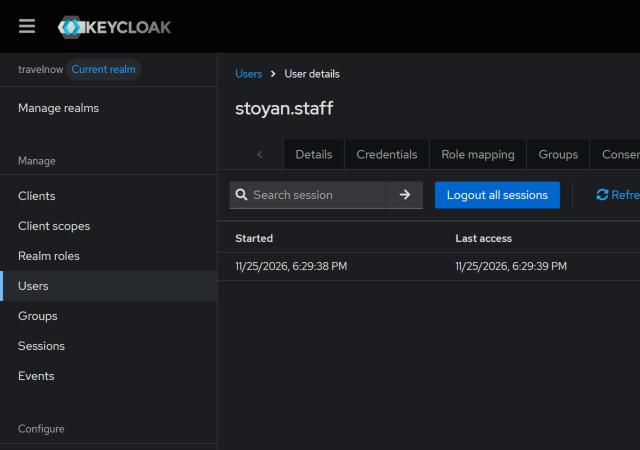 KEYCLOAK
travelnow Current realm
Manage realms
Manage
Clients
Client scopes
Realm roles
Users
Groups
Sessions
Events
Configure
Users > User details
stoyan.staff
Details Credentials Role mapping Groups Conser
Search session Logout all sessions Refre
Started Last access
11/25/2026, 6:29:38 PM 11/25/2026, 6:29:39 PM